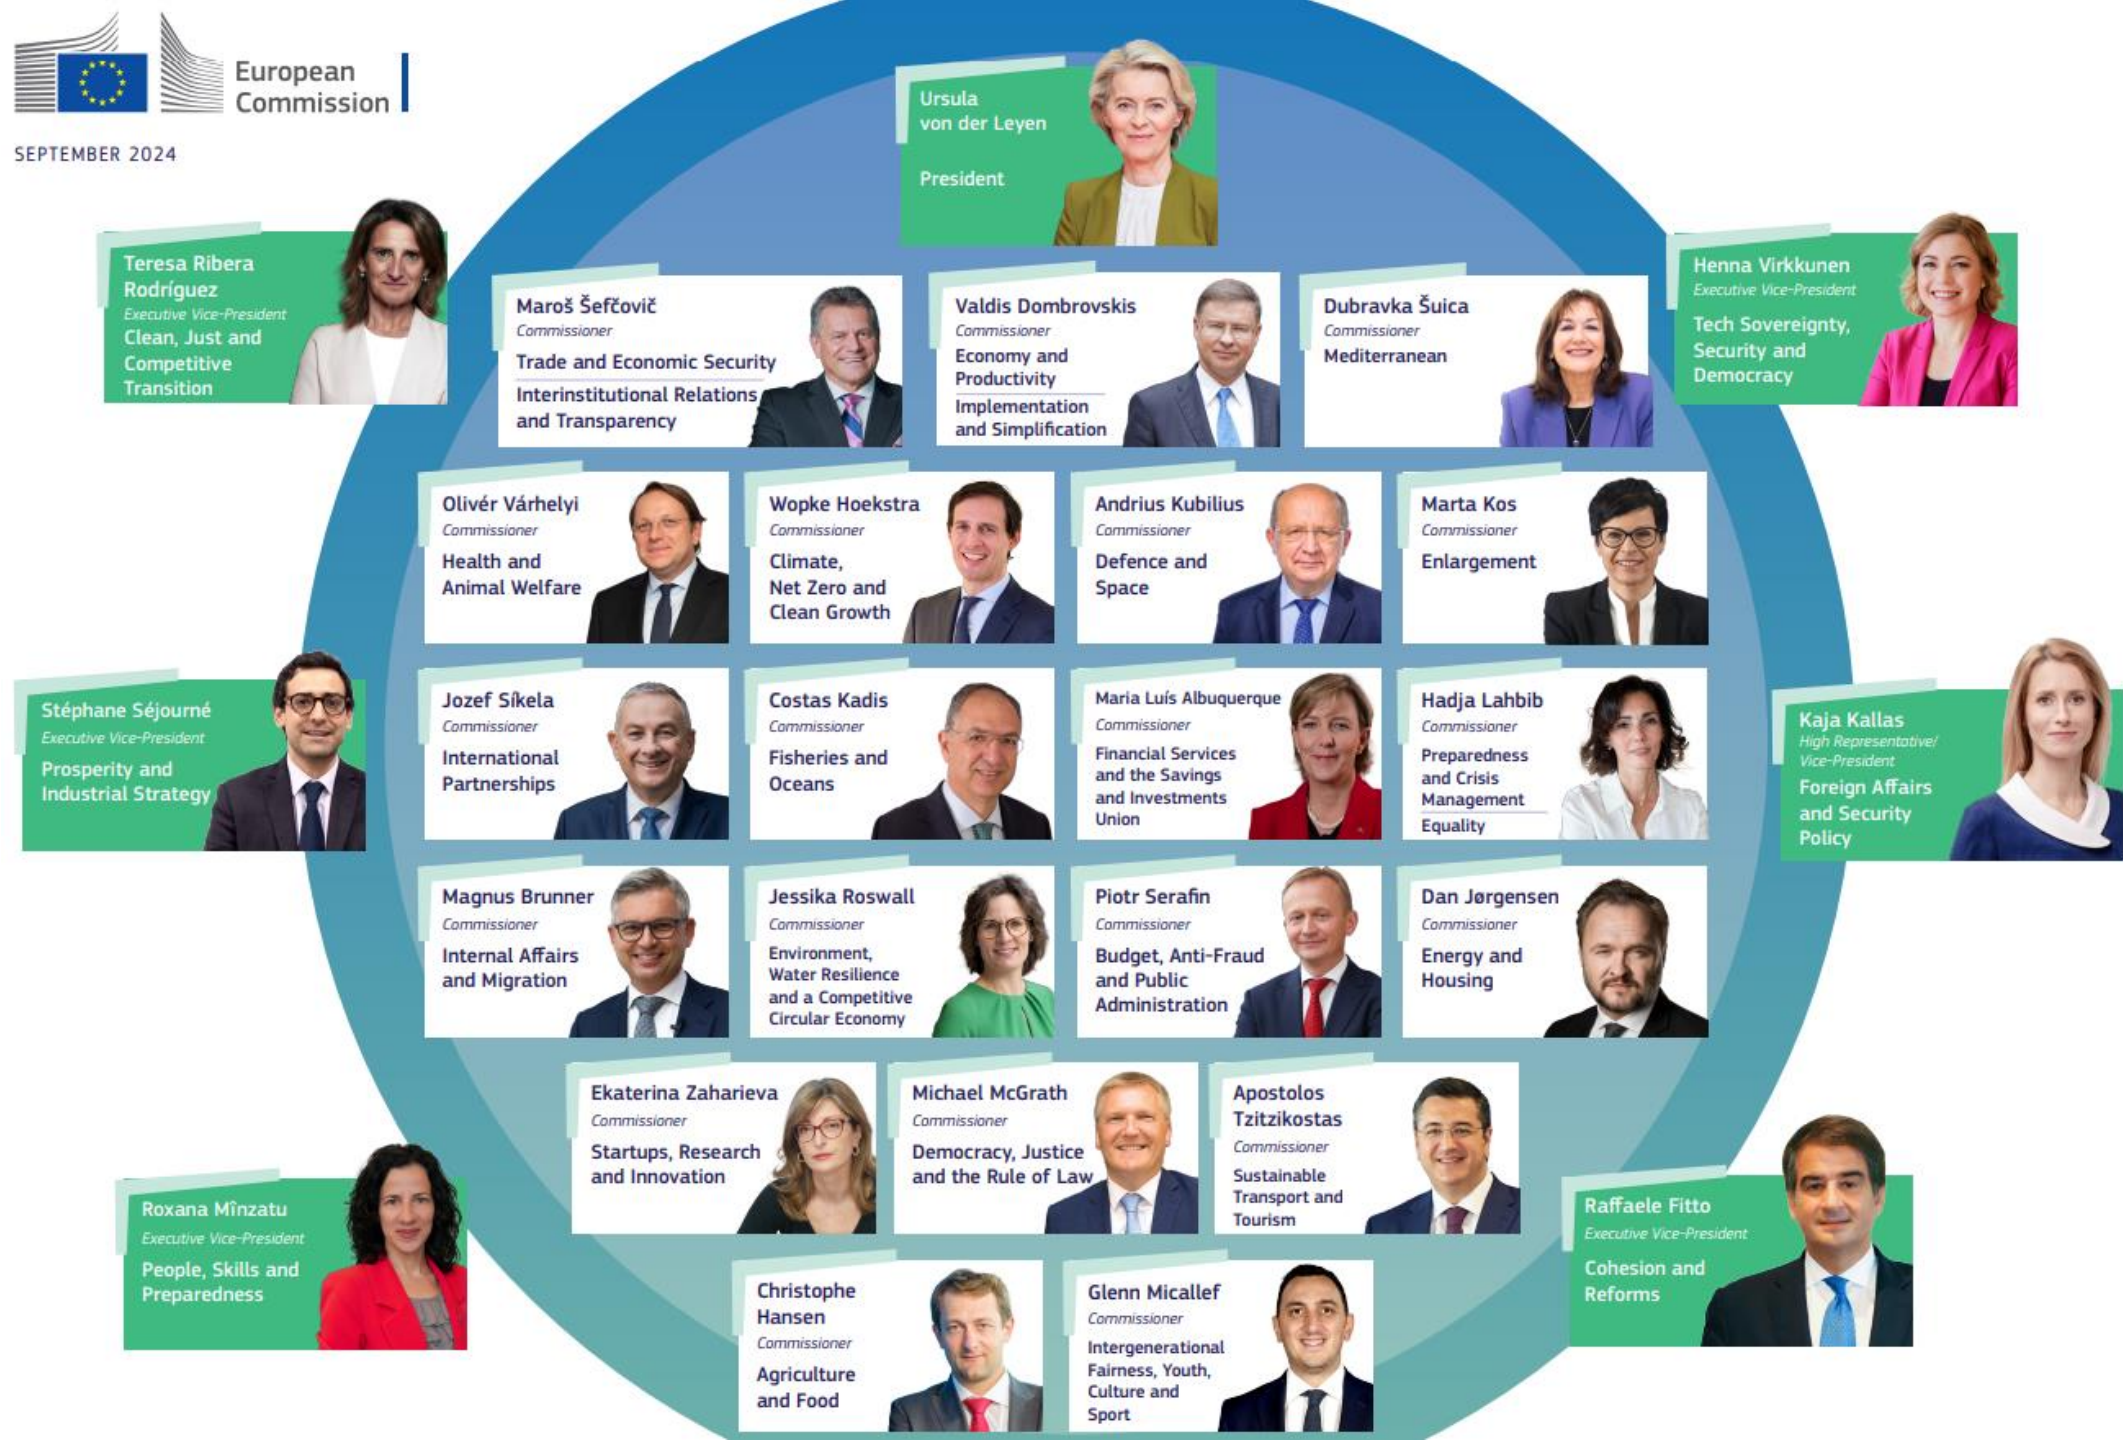 European
Commission
SEPTEMBER 2024
Ursula
von der Leyen
President
Teresa Ribera
Rodríguez
Executive Vice-President
Clean, Just and
Competitive
Transition
Maroš Šefčovič
Commissioner
Trade and Economic Security
Interinstitutional Relations
and Transparency
Valdis Dombrovskis
Commissioner
Economy and
Productivity
Implementation
and Simplification
Dubravka Šuica
Commissioner
Mediterranean
Henna Virkkunen
Executive Vice-President
Tech Sovereignty,
Security and
Democracy
Olivér Várhelyi
Commissioner
Health and
Animal Welfare
Wopke Hoekstra
Commissioner
Climate,
Net Zero and
Clean Growth
Andrius Kubilius
Commissioner
Defence and
Space
Marta Kos
Commissioner
Enlargement
Stéphane Séjourné
Executive Vice-President
Prosperity and
Industrial Strategy
Jozef Síkela
Commissioner
International
Partnerships
Costas Kadis
Commissioner
Fisheries and
Oceans
Maria Luís Albuquerque
Commissioner
Financial Services
and the Savings
and Investments
Union
Hadja Lahbib
Commissioner
Preparedness
and Crisis
Management
Equality
Kaja Kallas
High Representative/
Vice-President
Foreign Affairs
and Security
Policy
Magnus Brunner
Commissioner
Internal Affairs
and Migration
Jessika Roswall
Commissioner
Environment,
Water Resilience
and a Competitive
Circular Economy
Piotr Serafin
Commissioner
Budget, Anti-Fraud
and Public
Administration
Dan Jørgensen
Commissioner
Energy and
Housing
Ekaterina Zaharieva
Commissioner
Startups, Research
and Innovation
Michael McGrath
Commissioner
Democracy, Justice
and the Rule of Law
Apostolos
Tzitzikostas
Commissioner
Sustainable
Transport and
Tourism
Roxana Mînzatu
Executive Vice-President
People, Skills and
Preparedness
Raffaele Fitto
Executive Vice-President
Cohesion and
Reforms
Christophe
Hansen
Commissioner
Agriculture
and Food
Glenn Micallef
Commissioner
Intergenerational
Fairness, Youth,
Culture and
Sport